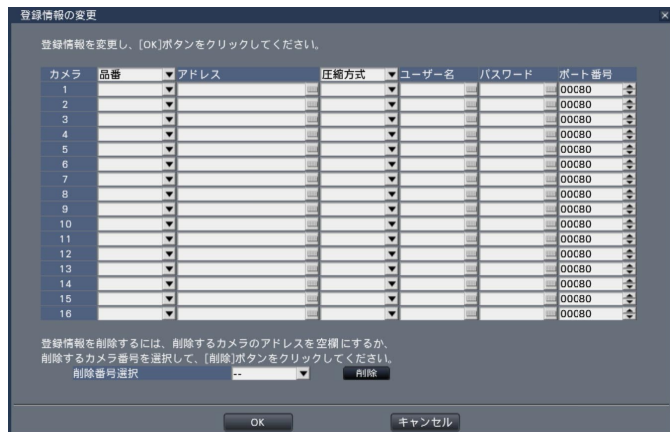 登録情報の変更
登録情報を変更し、[OK]ボタンをクリックしてください。
カメラ 品番 アドレス 圧縮方式 ユーザー名 パスワード ポート番号
1 00080
2 00080
3 00080
4 00080
5 00080
6 00080
7 00080
8 00080
9 00080
10 00080
11 00080
12 00080
13 00080
14 00080
15 00080
16 00080
登録情報を削除するには、削除するカメラのアドレスを空欄にするか、
削除するカメラ番号を選択して、[削除]ボタンをクリックしてください。
削除番号選択 -- 削除
OK キャンセル